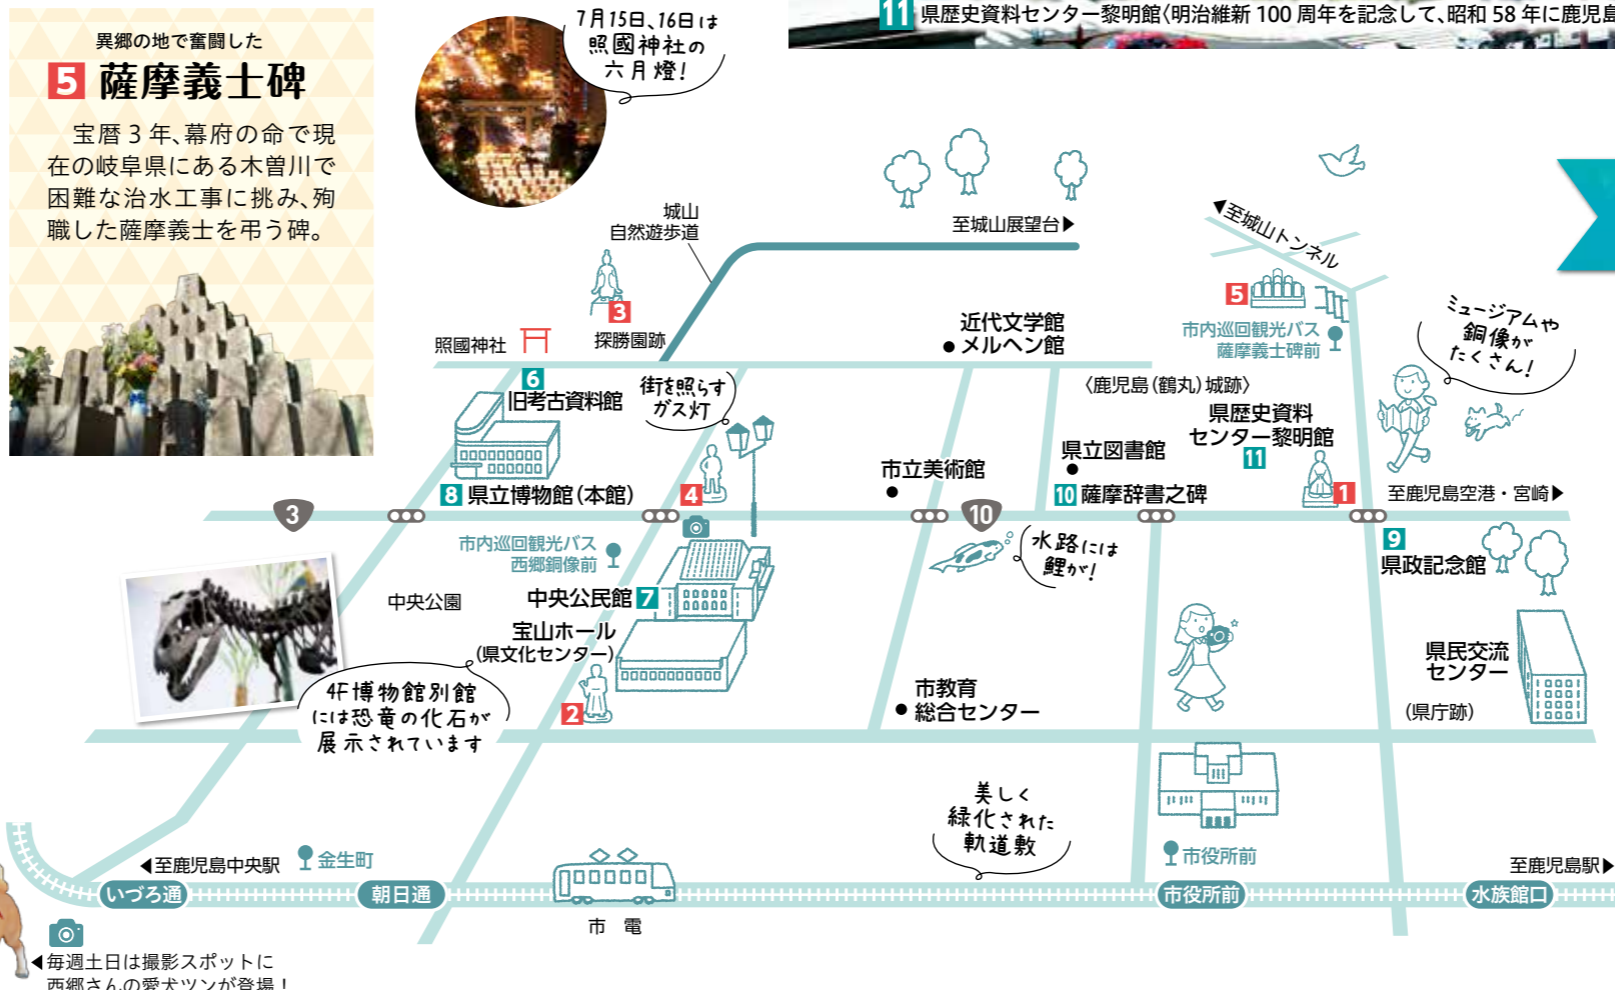 異郷の地で奮闘した
5 薩摩義士碑
宝暦3年、幕府の命で現
在の岐阜県にある木曽川で
困難な治水工事に挑み、殉
職した薩摩義士を弔う碑。
7月15日、16日は
照國神社の
六月燈!
11 県歴史資料センター黎明館〈明治維新100周年を記念して、昭和58年に鹿児島
城山
自然遊歩道
至城山展望台▶
◀至城山トンネル
3
探勝園跡
照國神社
6
旧考古資料館
街を照らす
ガス灯
近代文学館
メルヘン館
5
市内巡回観光バス
薩摩義士碑前
ミュージアムや
銅像が
たくさん!
〈鹿児島(鶴丸)城跡〉
県歴史資料
センター黎明館
11
県立図書館
10 薩摩辞書之碑
市立美術館
8 県立博物館(本館)
4
1
至鹿児島空港・宮崎▶
3
10
市内巡回観光バス
西郷銅像前
水路には
鯉が!
9
県政記念館
中央公園
中央公民館 7
宝山ホール
(県文化センター)
2
4F博物館別館
には恐竜の化石が
展示されています
市教育
総合センター
県民交流
センター
(県庁跡)
美しく
緑化された
軌道敷
◀至鹿児島中央駅
金生町
市役所前
至鹿児島駅▶
いづろ通
朝日通
市役所前
水族館口
市電
◀毎週土日は撮影スポットに
西郷さんの愛犬ツンが登場!